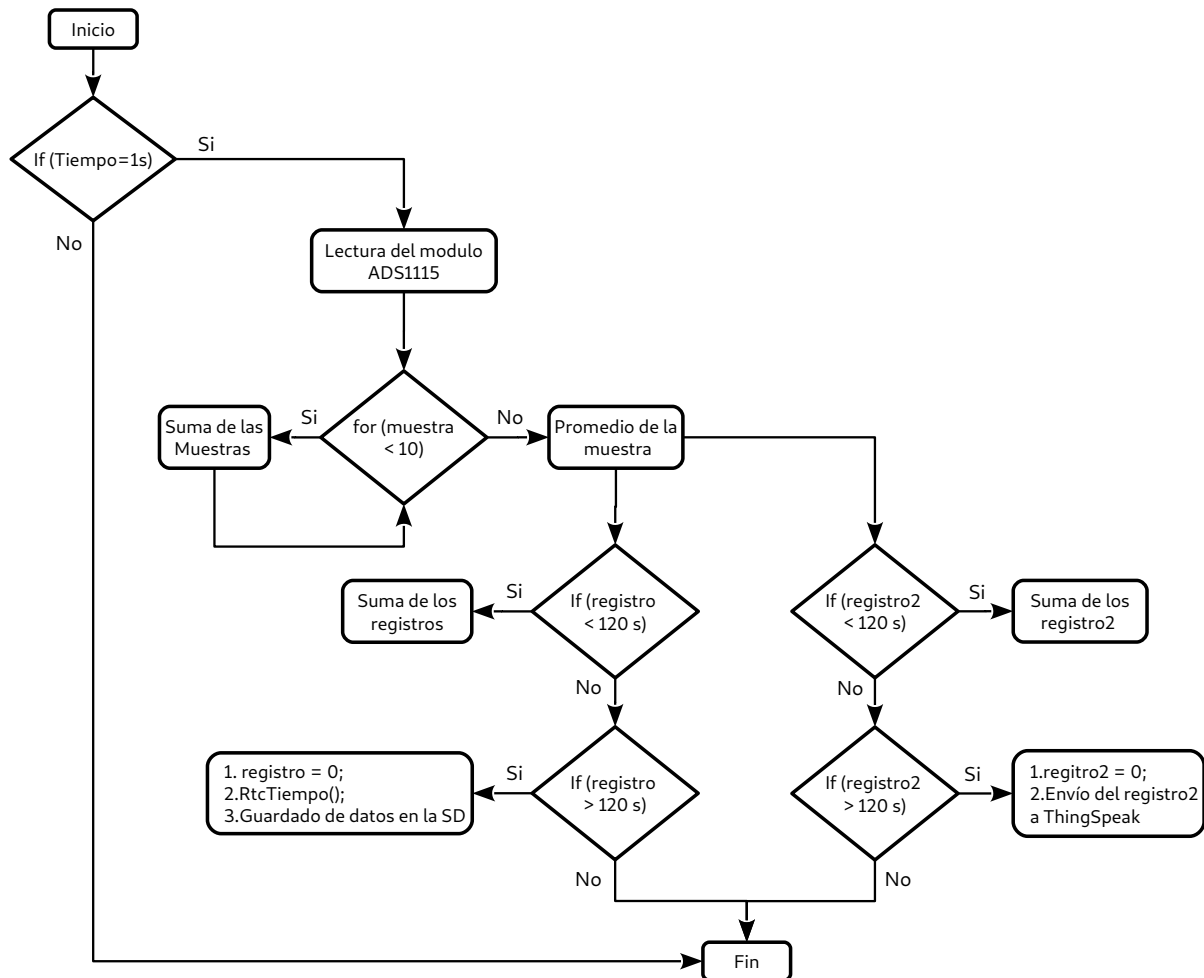 Inicio
If (Tiempo=1s)
Si
No
Lectura del modulo
ADS1115
for (muestra
< 10)
Si
No
Suma de las
Muestras
Promedio de la
muestra
If (registro
< 120 s)
Si
No
Suma de los
registros
If (registro2
< 120 s)
Si
No
Suma de los
registro2
If (registro
> 120 s)
Si
No
1. registro = 0;
2.RtcTiempo();
3.Guardado de datos en la SD
If (registro2
> 120 s)
Si
No
1.regitro2 = 0;
2.Envío del registro2
a ThingSpeak
Fin